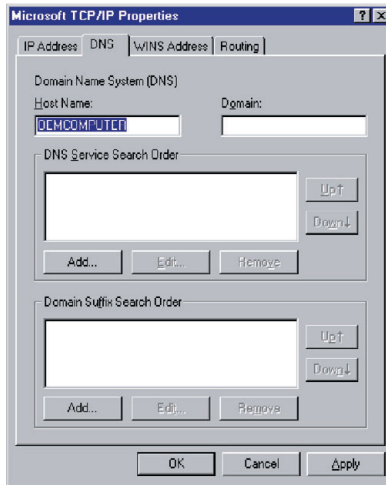 Microsoft TCP/IP Properties
IP Address DNS WINS Address Routing
Domain Name System (DNS)
Host Name: Domain:
OEMCOMPUTER
DNS Service Search Order
Up↑
Down↓
Add... Edit... Remove
Domain Suffix Search Order
Up↑
Down↓
Add... Edit... Remove
OK Cancel Apply